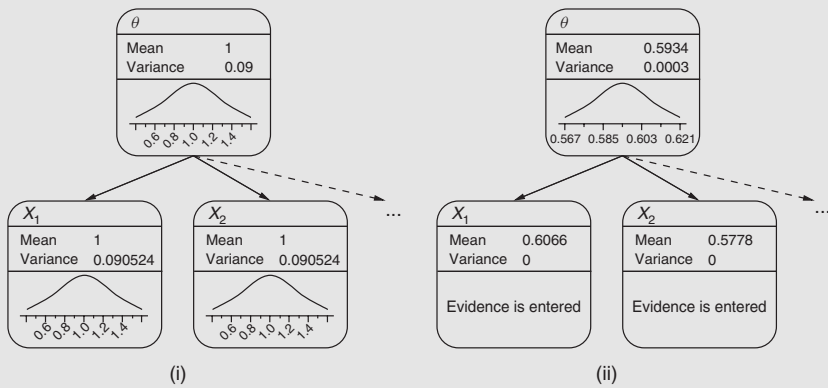 θ
Mean 1
Variance 0.09
0.6 0.8 1.0 1.2 1.4
X1
Mean 1
Variance 0.090524
0.6 0.8 1.0 1.2 1.4
X2
Mean 1
Variance 0.090524
0.6 0.8 1.0 1.2 1.4
...
(i)
θ
Mean 0.5934
Variance 0.0003
0.567 0.585 0.603 0.621
X1
Mean 0.6066
Variance 0
Evidence is entered
X2
Mean 0.5778
Variance 0
Evidence is entered
...
(ii)